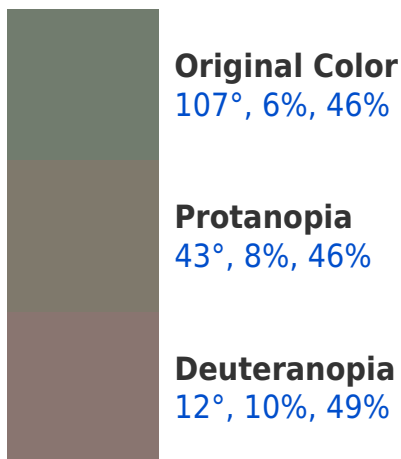 Original Color
107°, 6%, 46%
Protanopia
43°, 8%, 46%
Deuteranopia
12°, 10%, 49%